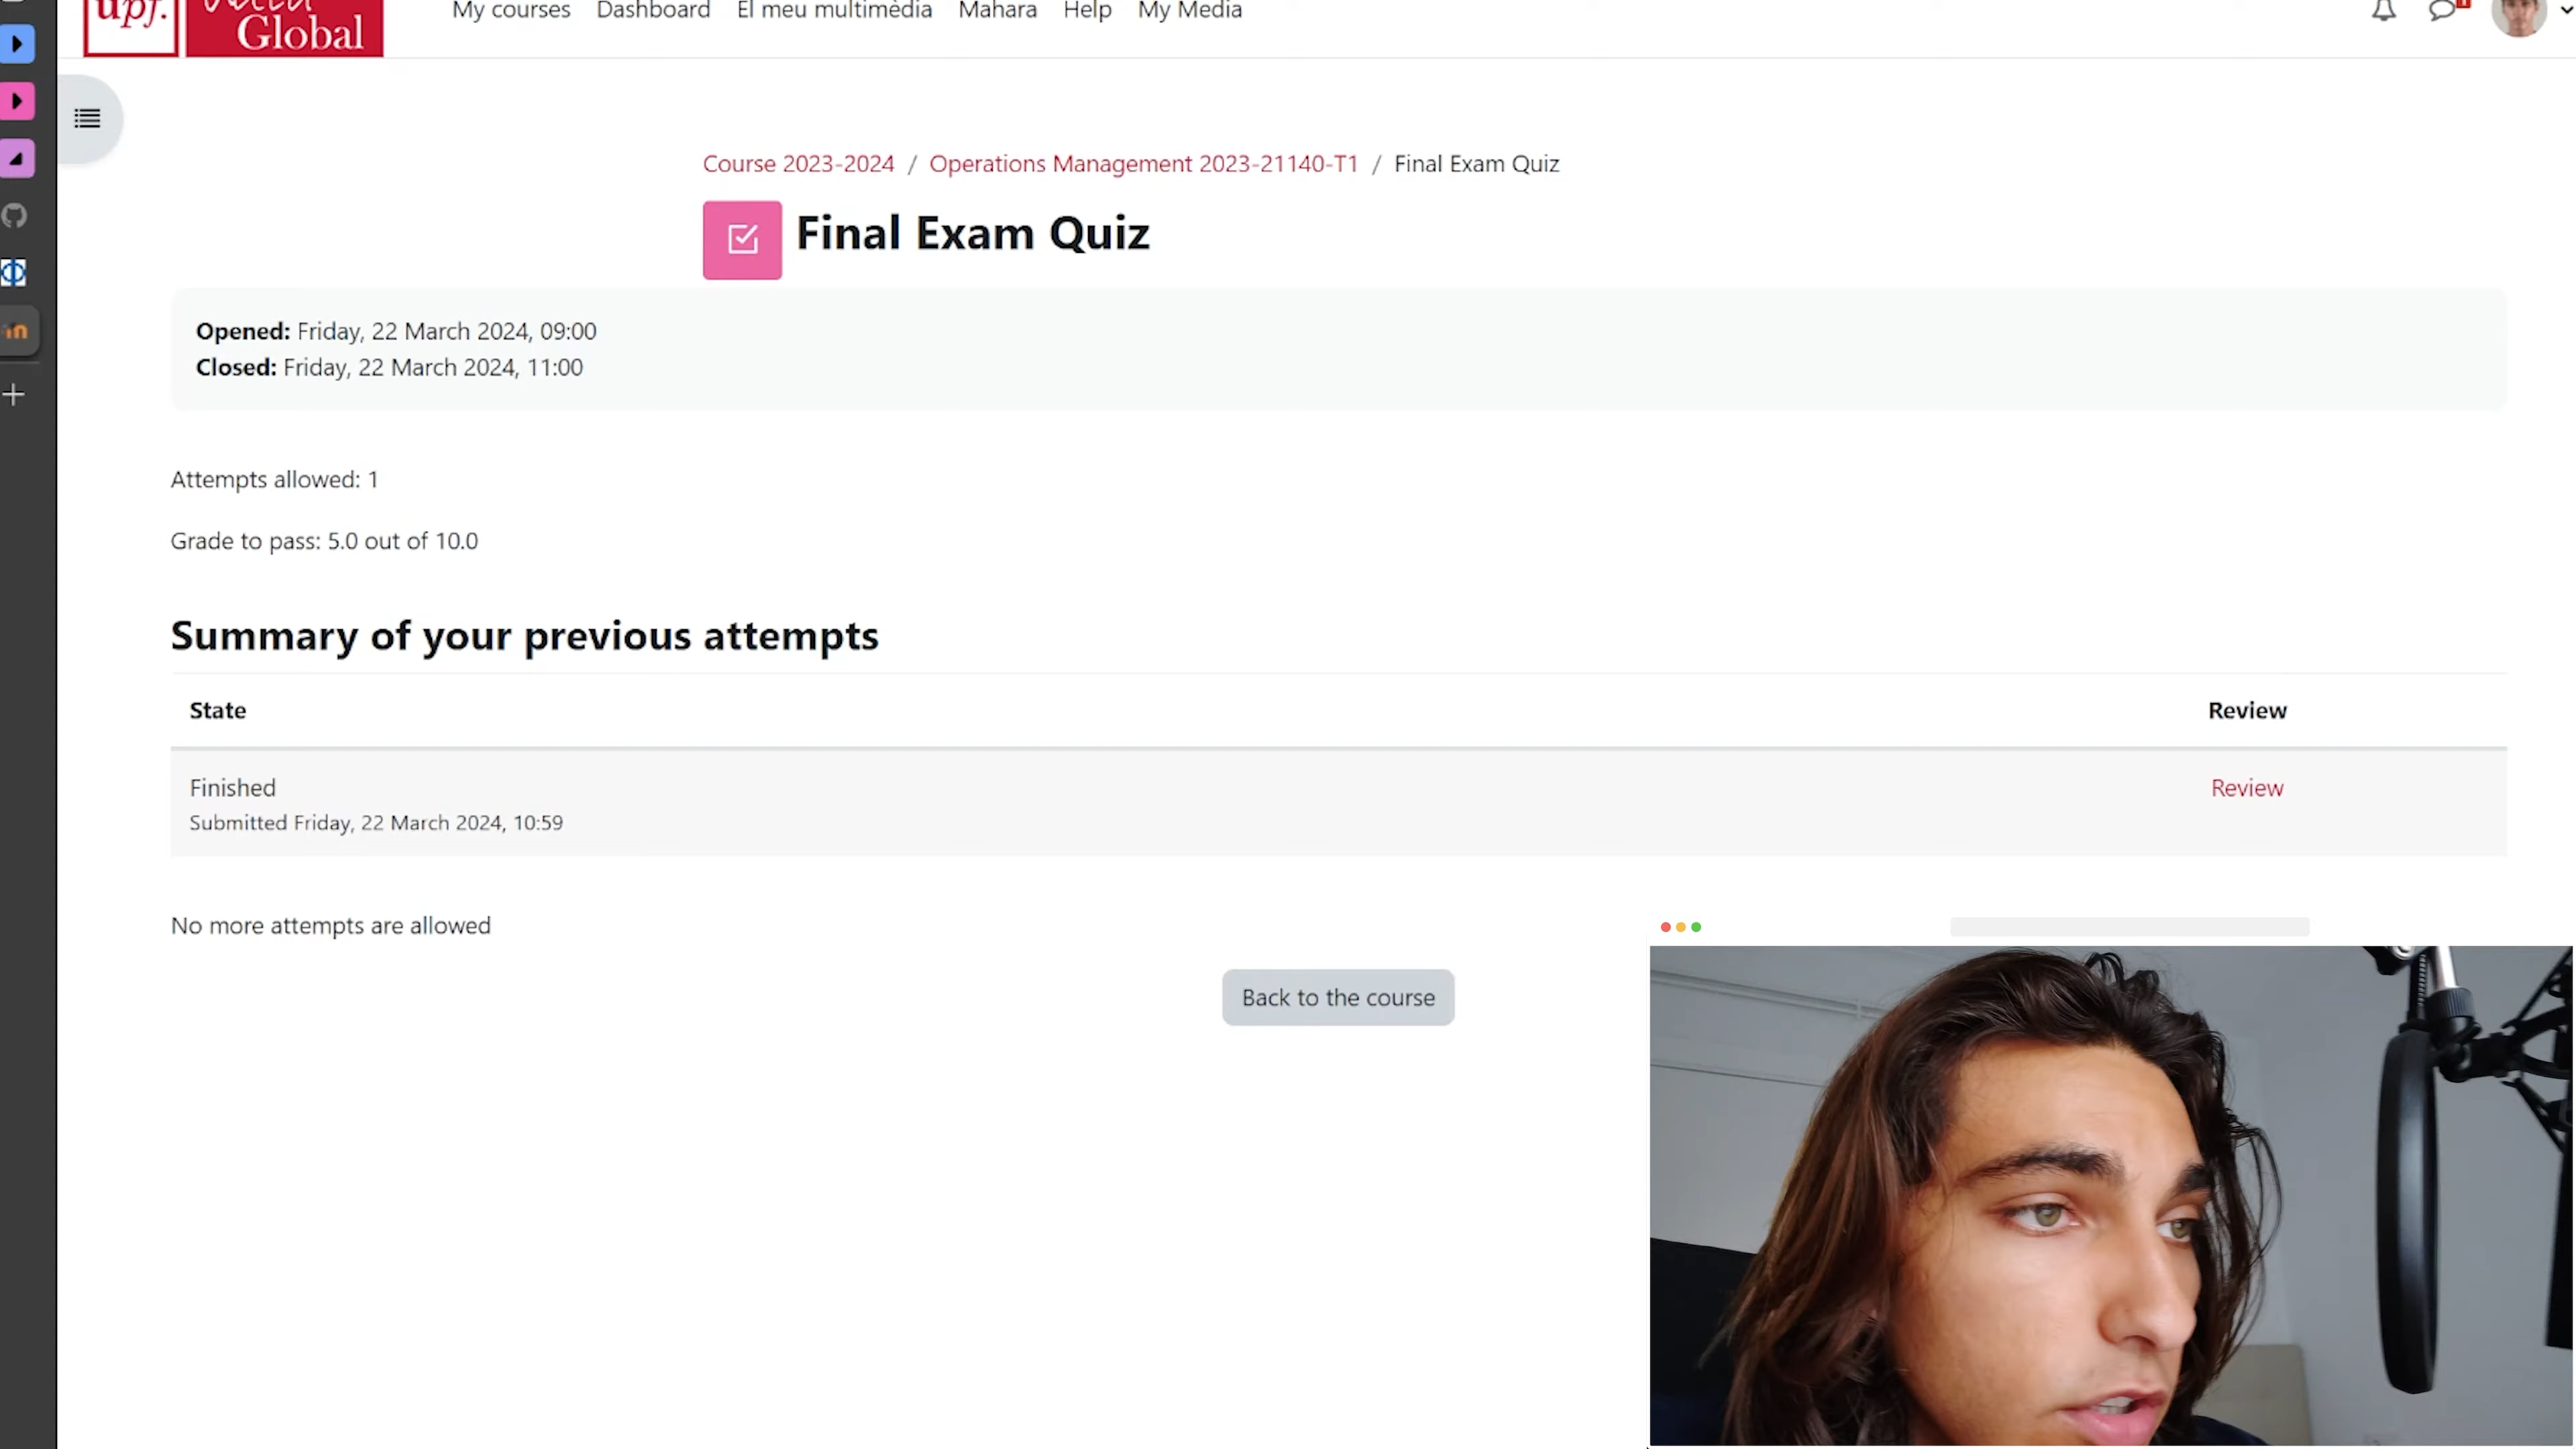 upf.
Aula
Global
My courses
Dashboard
El meu multimèdia
Mahara
Help
My Media
Course 2023-2024 / Operations Management 2023-21140-T1 / Final Exam Quiz
Final Exam Quiz
Opened: Friday, 22 March 2024, 09:00
Closed: Friday, 22 March 2024, 11:00
Attempts allowed: 1
Grade to pass: 5.0 out of 10.0
Summary of your previous attempts
State
Review
Finished
Review
Submitted Friday, 22 March 2024, 10:59
No more attempts are allowed
Back to the course